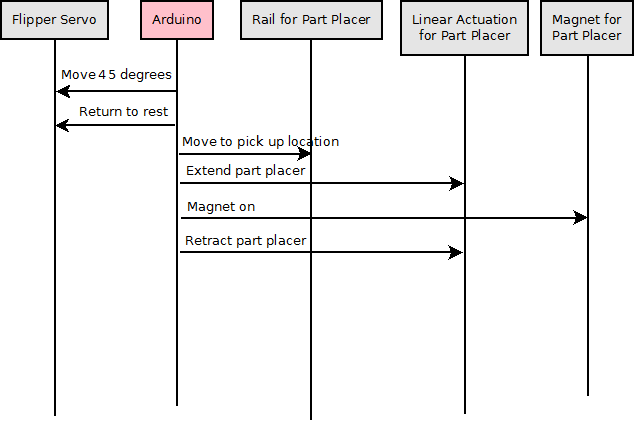 Flipper Servo
Arduino
Rail for Part Placer
Linear Actuation
for Part Placer
Magnet for
Part Placer
Move 45 degrees
Return to rest
Move to pick up location
Extend part placer
Magnet on
Retract part placer